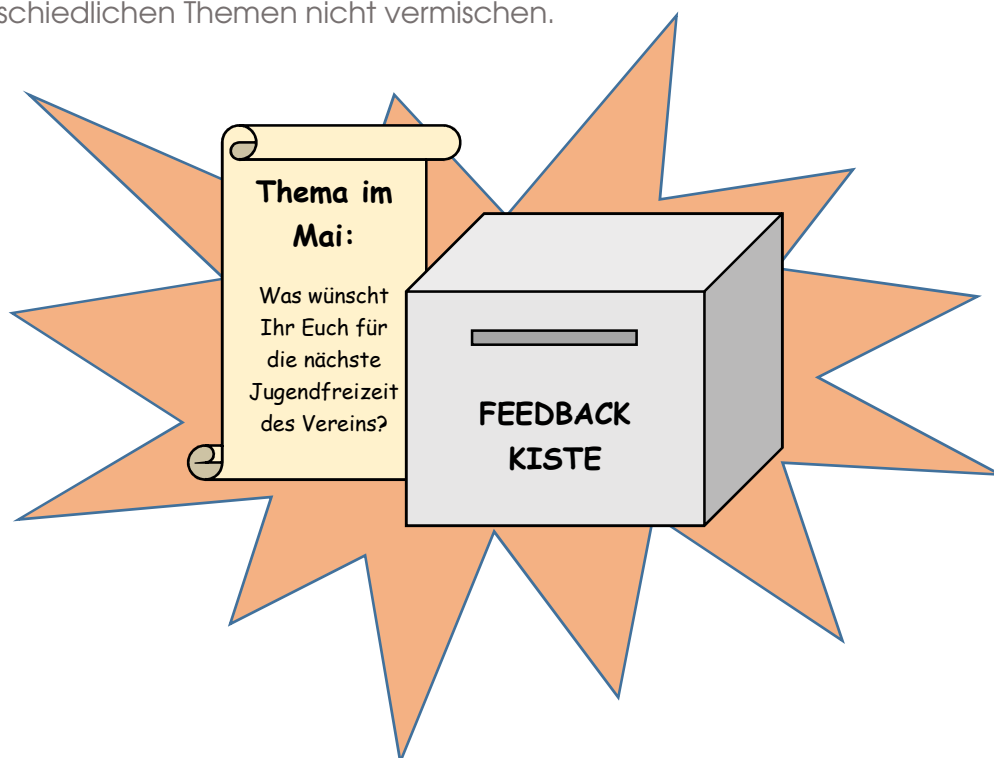 schiedlichen Themen nicht vermischen.
Thema im
Mai:
Was wünscht
Ihr Euch für
die nächste
Jugendfreizeit
des Vereins?
FEEDBACK
KISTE